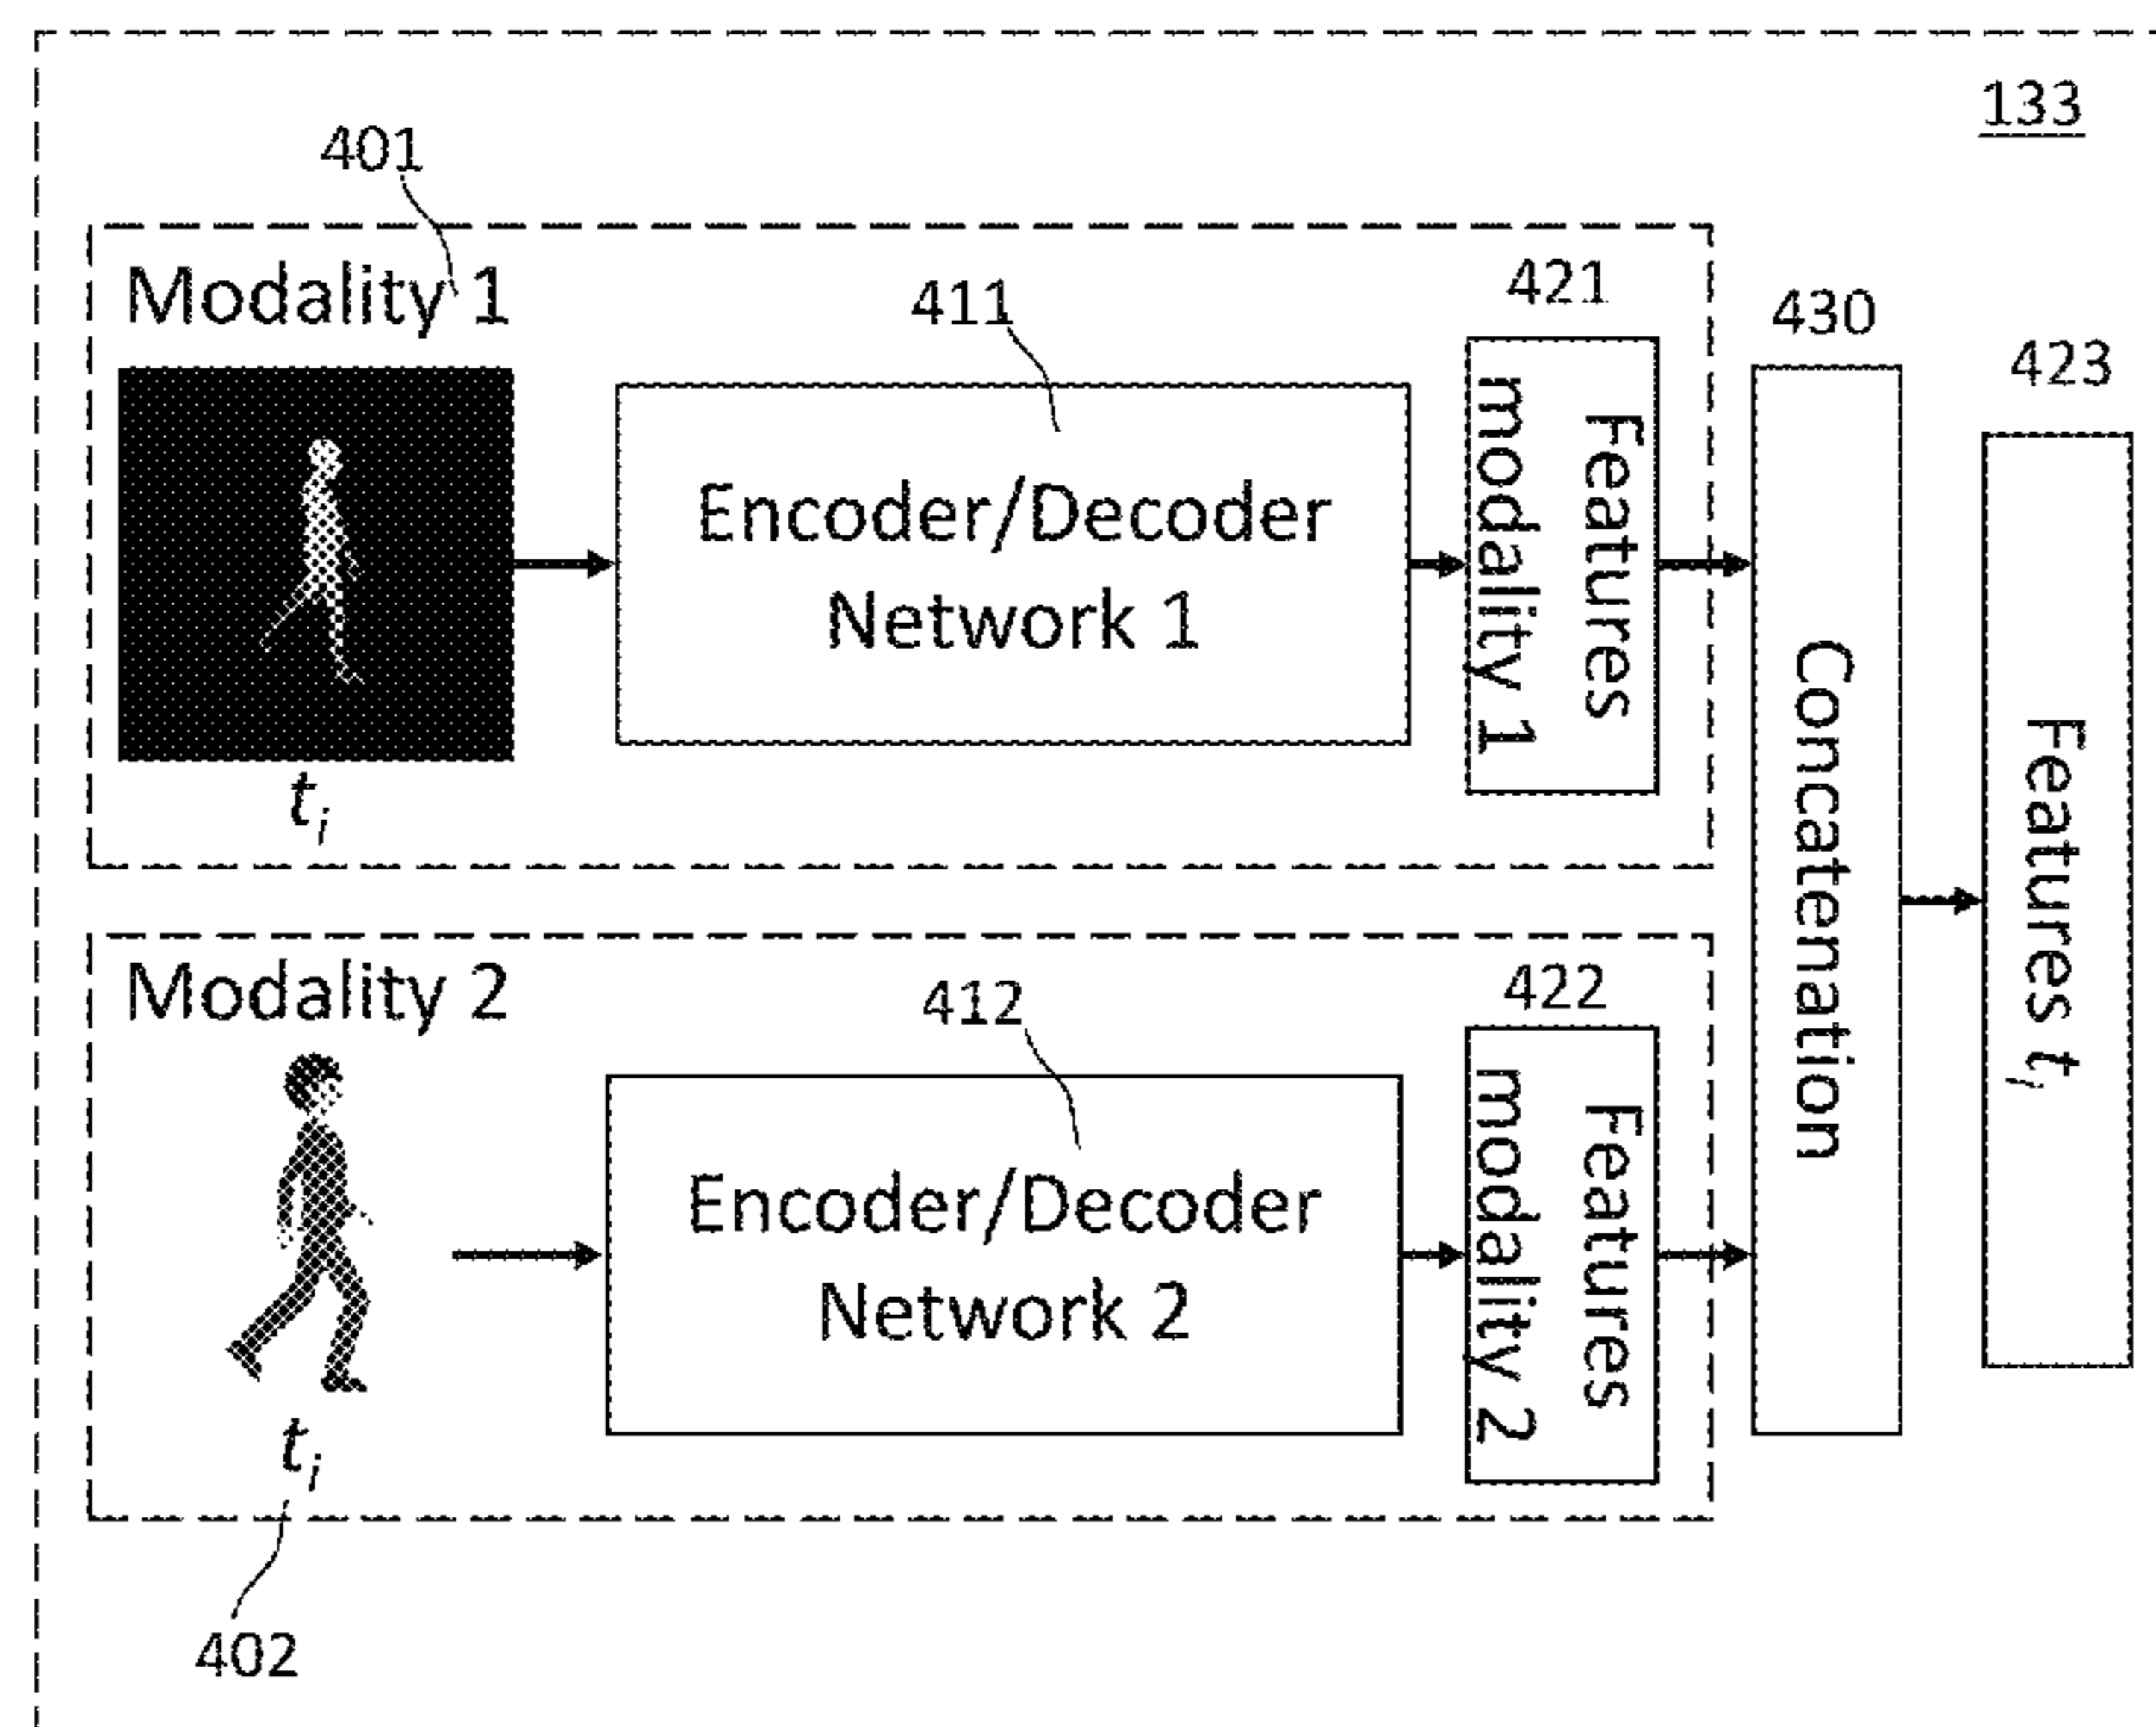 133
401
Modality 1
411
421
430
423
Encoder/Decoder
Network 1
Features
modality 1
t_i
Concatenation
Features t_i
Modality 2
412
422
Encoder/Decoder
Network 2
Features
modality 2
t_i
402